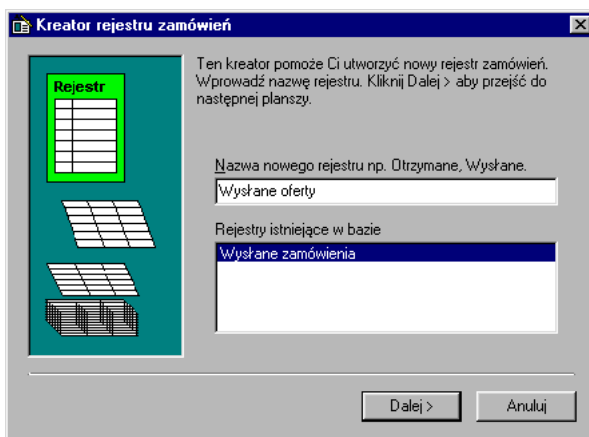 Kreator rejestru zamówień
Rejestr
Ten kreator pomoże Ci utworzyć nowy rejestr zamówień.
Wprowadź nazwę rejestru. Kliknij Dalej > aby przejść do
następnej planszy.
Nazwa nowego rejestru np. Otrzymane, Wysłane.
Wysłane oferty
Rejestry istniejące w bazie
Wysłane zamówienia
Dalej >
Anuluj